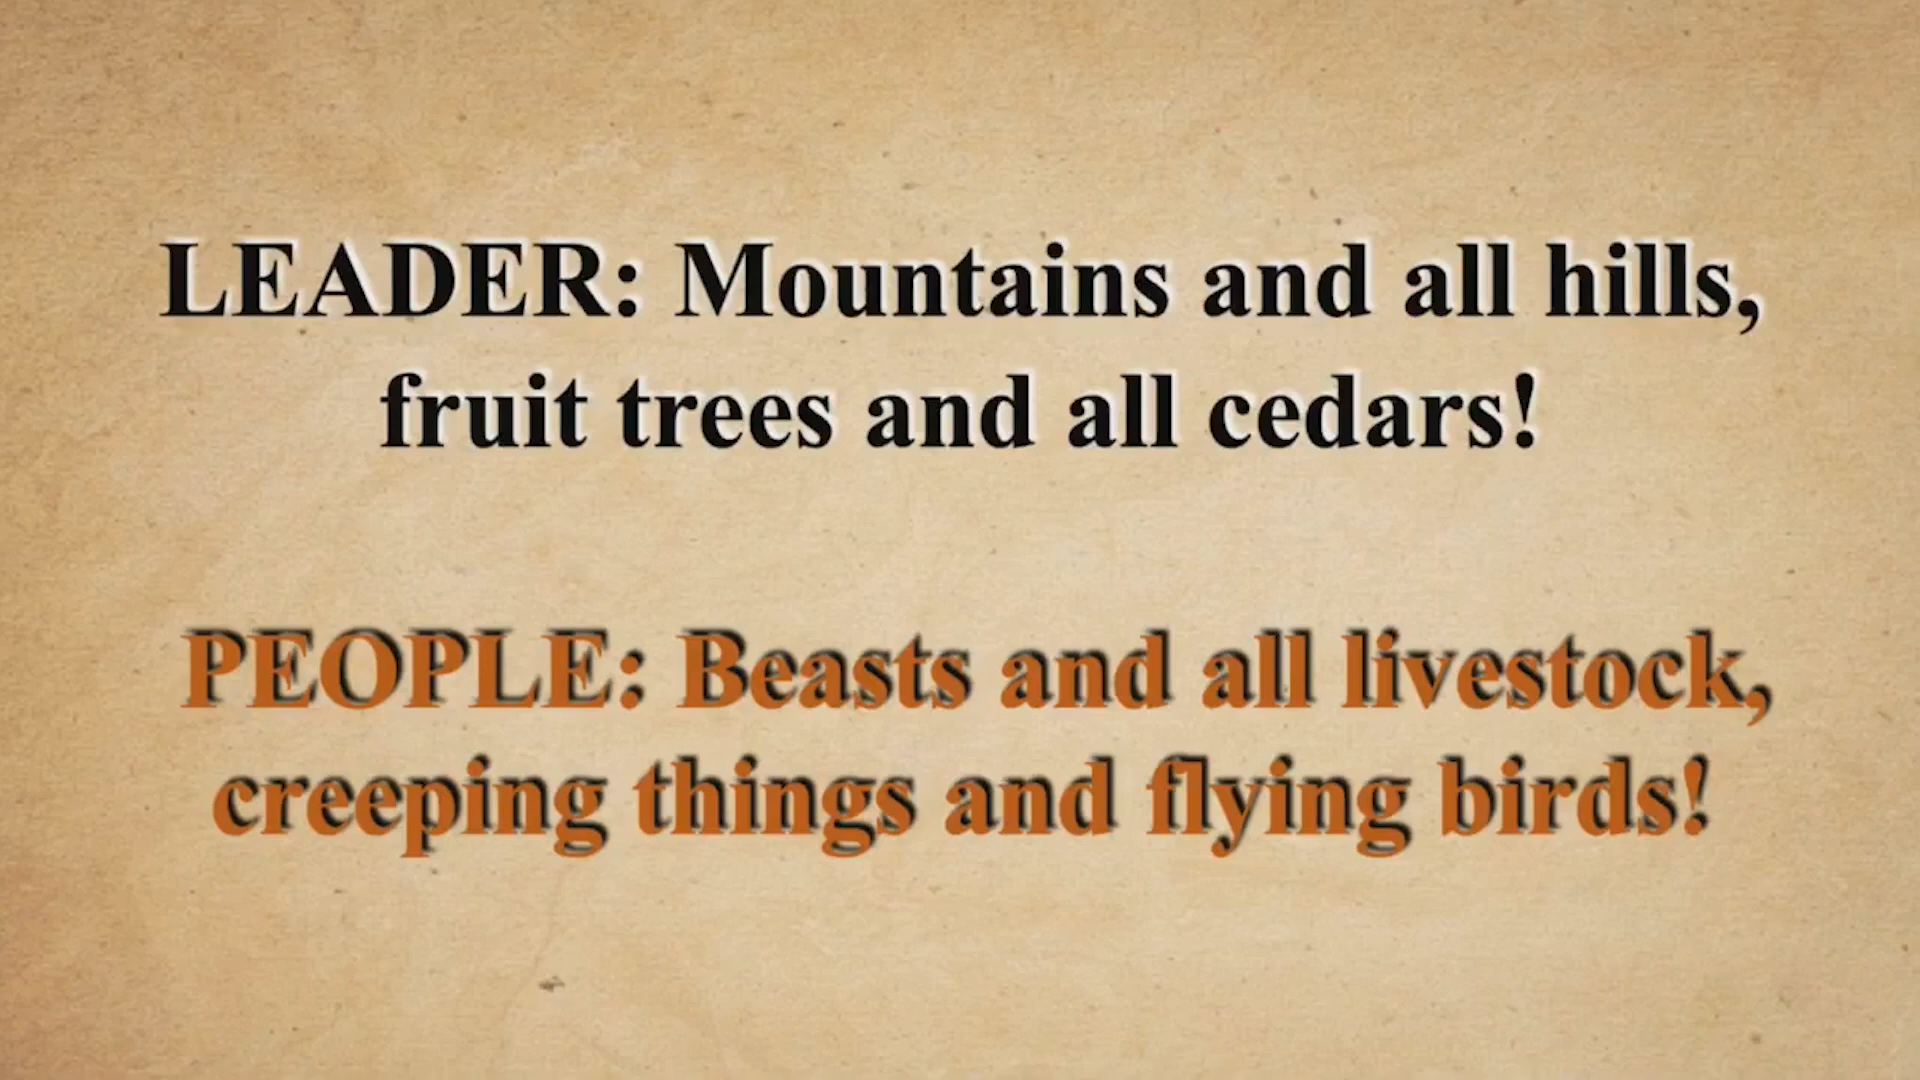 LEADER: Mountains and all hills,
fruit trees and all cedars!
PEOPLE: Beasts and all livestock,
creeping things and flying birds!